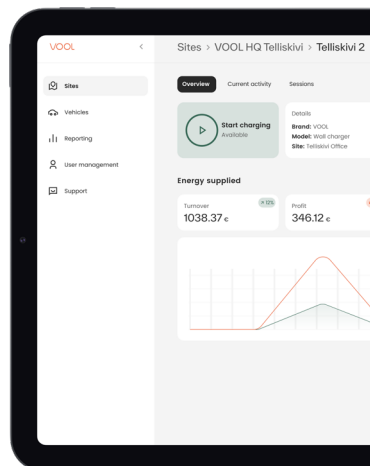 VOOL
Sites > VOOL HQ Telliskivi > Telliskivi 2
Sites
Vehicles
Reporting
User management
Support
Overview
Current activity
Sessions
Start charging
Available
Details
Brand: VOOL
Model: Wall charger
Site: Telliskivi Office
Energy supplied
Turnover
1038.37 €
Profit
346.12 €